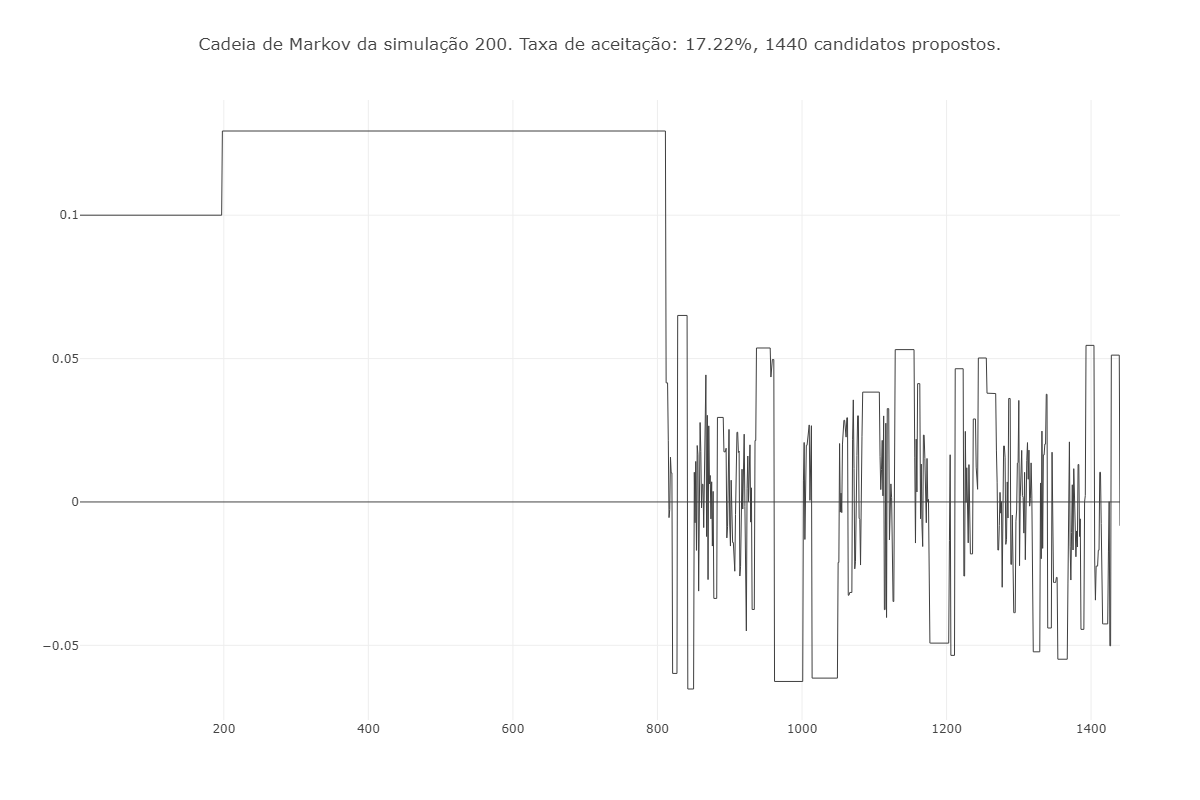 Cadeia de Markov da simulação 200. Taxa de aceitação: 17.22%, 1440 candidatos propostos.
0.1
0.05
0
−0.05
200 400 600 800 1000 1200 1400